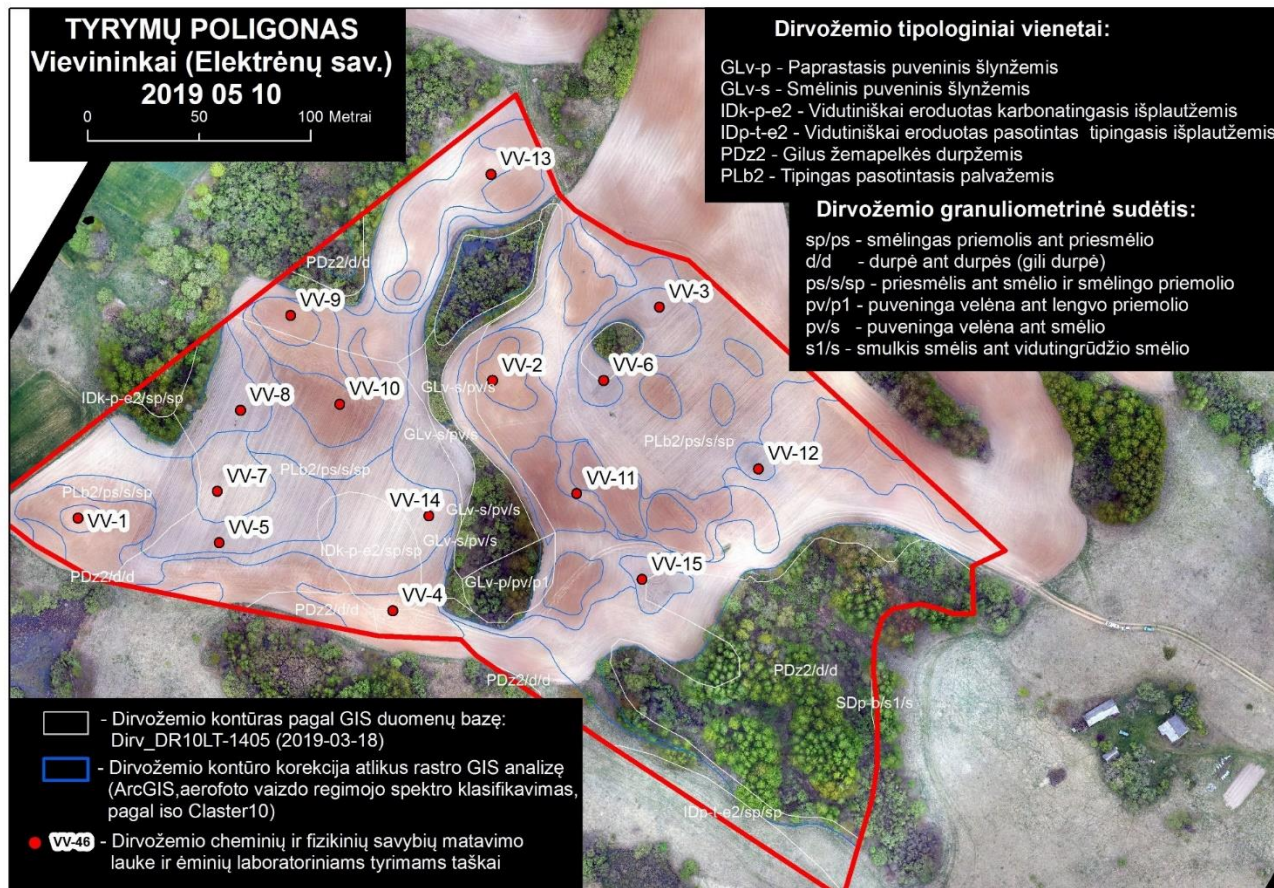 TYRYMŲ POLIGONAS
Vievininkai (Elektrėnų sav.)
2019 05 10
0 50 100 Metrai
Dirvožemio tipologiniai vienetai:
GLv-p - Paprastasis puveninis šlynžemis
GLv-s - Smėlinis puveninis šlynžemis
IDk-p-e2 - Vidutiniškai eroduotas karbonatingasis išplautžemis
IDp-t-e2 - Vidutiniškai eroduotas pasotintas tipingasis išplautžemis
PDz2 - Gilus žemapelkės durpžemis
PLb2 - Tipingas pasotintasis palvažemis
Dirvožemio granuliometrinė sudėtis:
sp/ps - smėlingas priemolis ant priesmėlio
d/d - durpė ant durpės (gili durpė)
ps/s/sp - priesmėlis ant smėlio ir smėlingo priemolio
pv/p1 - puveninga velėna ant lengvo priemolio
pv/s - puveninga velėna ant smėlio
s1/s - smulkis smėlis ant vidutingrūdžio smėlio
VV-13
PDz2/d/d
VV-9
VV-3
VV-2
VV-6
GLv-s/pv/s
IDk-p-e2/sp/sp
VV-8
VV-10
GLv-s/pv/s
PLb2/ps/s/sp
PLb2/ps/s/sp
VV-12
VV-7
VV-11
PLb2/ps/s/sp
VV-1
VV-14
GLv-s/pv/s
VV-5
GLv-s/pv/s
IDk-p-e2/sp/sp
PDz2/d/d
VV-15
GLv-p/pv/p1
PDz2/d/d
VV-4
PDz2/d/d
PDz2/d/d
SDp-b/s1/s
IDp-t-e2/sp/sp
- Dirvožemio kontūras pagal GIS duomenų bazę:
Dirv_DR10LT-1405 (2019-03-18)
- Dirvožemio kontūro korekcija atlikus rastro GIS analizę
(ArcGIS,aerofoto vaizdo regimojo spektro klasifikavimas,
pagal iso Claster10)
VV-46 - Dirvožemio cheminių ir fizikinių savybių matavimo
lauke ir ėminių laboratoriniams tyrimams taškai